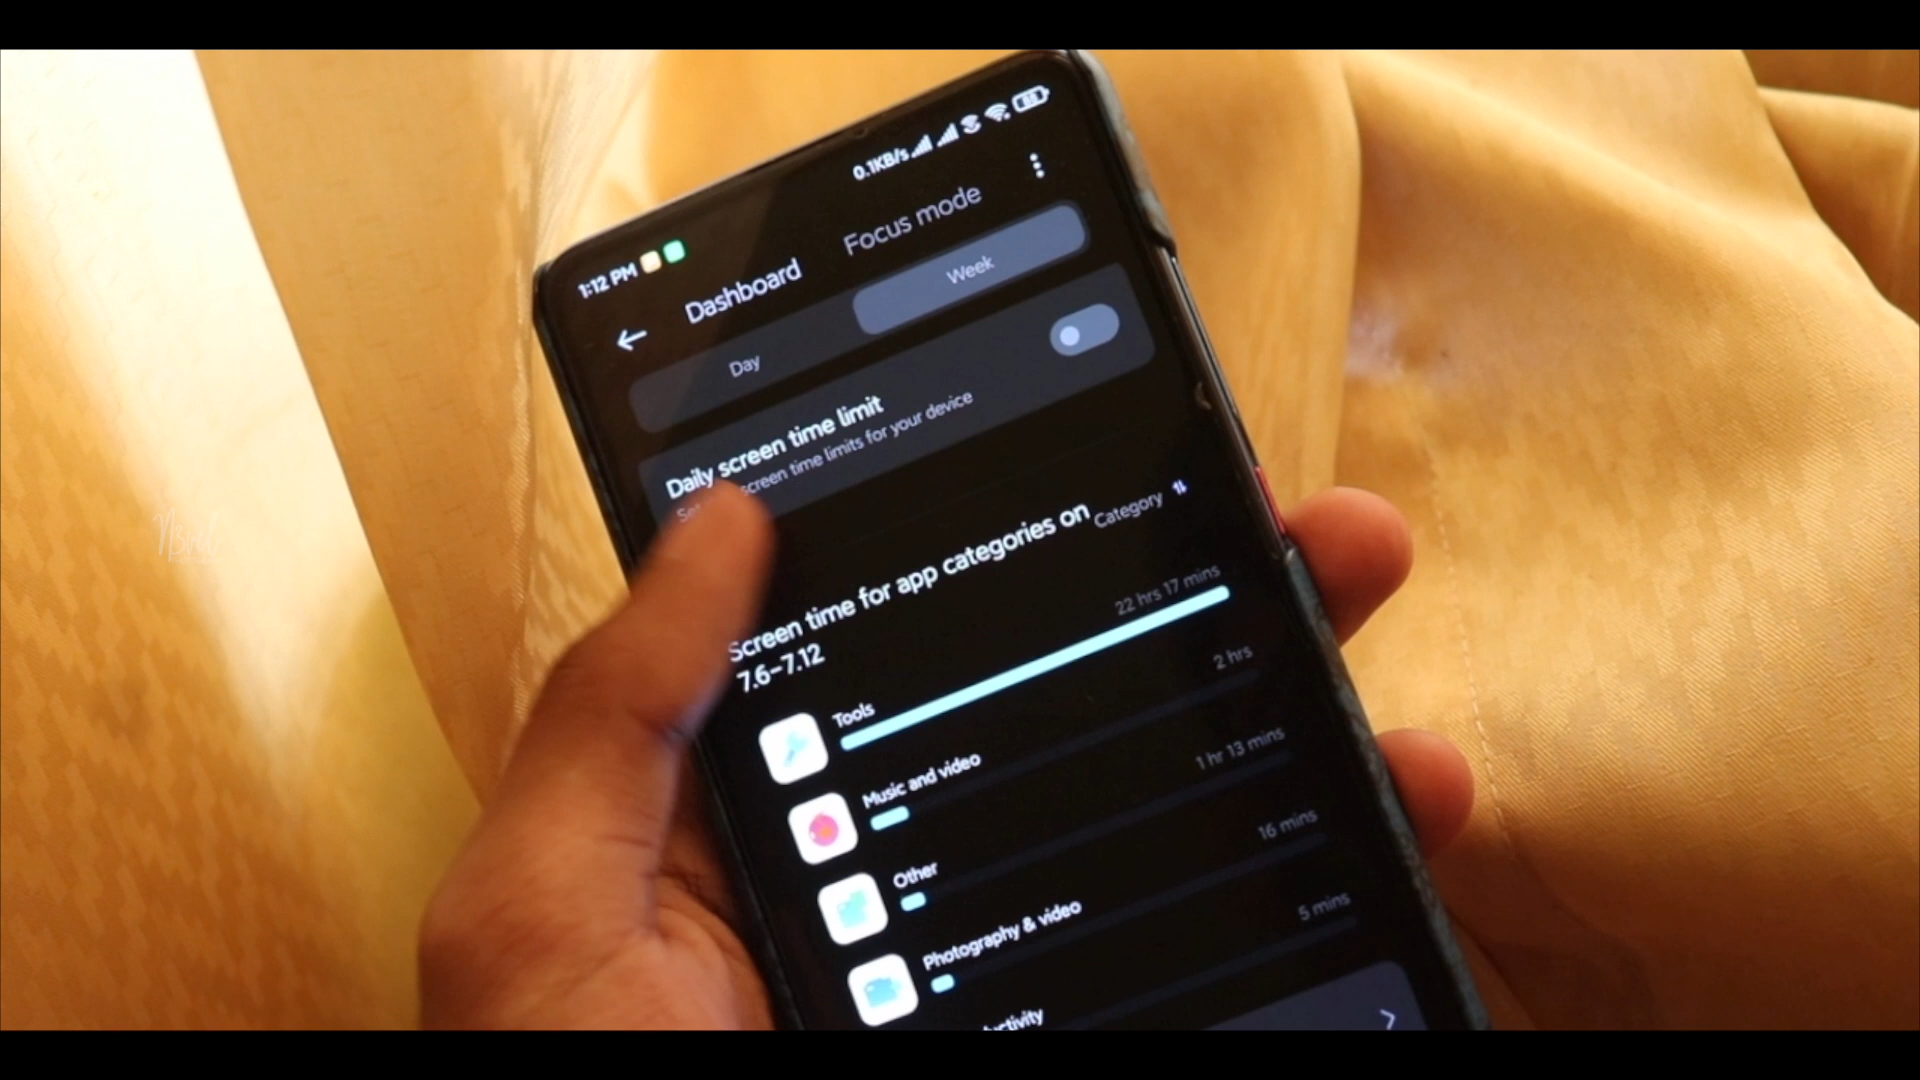 1:12 PM
0.1KB/s
89
Dashboard
Focus mode
Day
Week
Daily screen time limit
screen time limits for your device
Screen time for app categories on
7.6-7.12
Category
Tools
22 hrs 17 mins
Music and video
2 hrs
Other
1 hr 13 mins
Photography & video
16 mins
5 mins